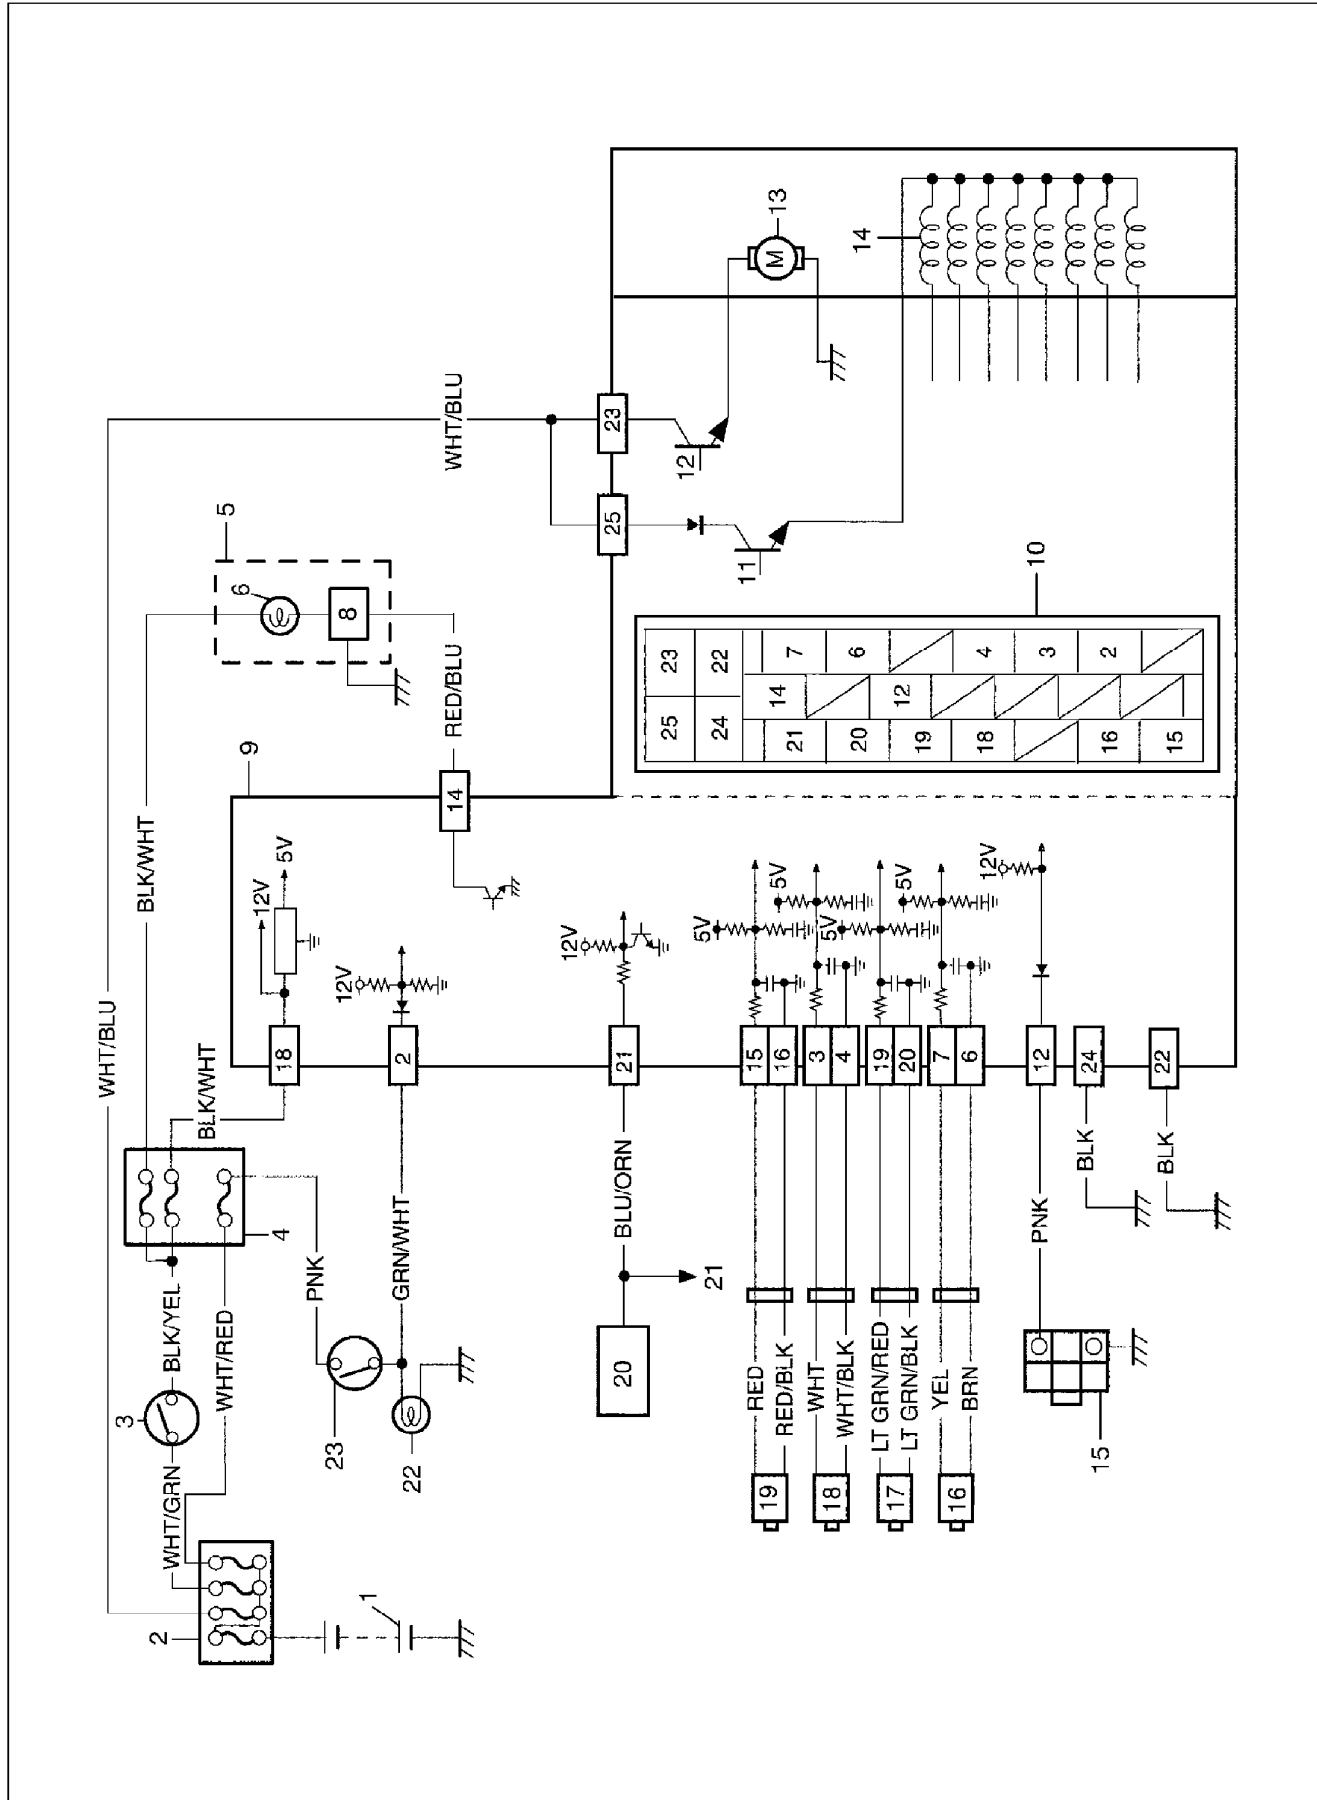 WHT/BLU
3
BLK/WHT
2
WHT/GRN
BLK/YEL
BLK/WHT
WHT/RED
5
6
9
12V
4
18
5V
PNK
23
12V
8
1
GRN/WHT
2
22
14
RED/BLU
WHT/BLU
12V
25
23
20
BLU/ORN
21
21
25 23
24 22
12
5V
11
19
RED
15
RED/BLK
16
5V
M
13
21 14 7
18
WHT
3
WHT/BLK
4
5V
20 6
14
17
LT GRN/RED
19
LT GRN/BLK
20
5V
19 12
16
YEL
7
BRN
6
18 4
12V
10
PNK
12
3
BLK
24
15
16 2
BLK
22
15